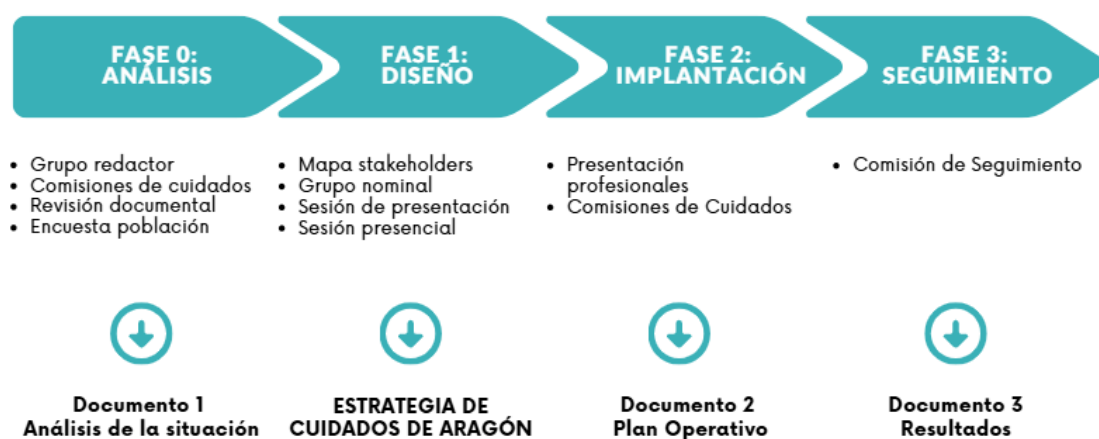 FASE 0:
ANÁLISIS
FASE 1:
DISEÑO
FASE 2:
IMPLANTACIÓN
FASE 3:
SEGUIMIENTO
• Grupo redactor
• Comisiones de cuidados
• Revisión documental
• Encuesta población
• Mapa stakeholders
• Grupo nominal
• Sesión de presentación
• Sesión presencial
• Presentación
profesionales
• Comisiones de Cuidados
• Comisión de Seguimiento
Documento 1
Análisis de la situación
ESTRATEGIA DE
CUIDADOS DE ARAGÓN
Documento 2
Plan Operativo
Documento 3
Resultados